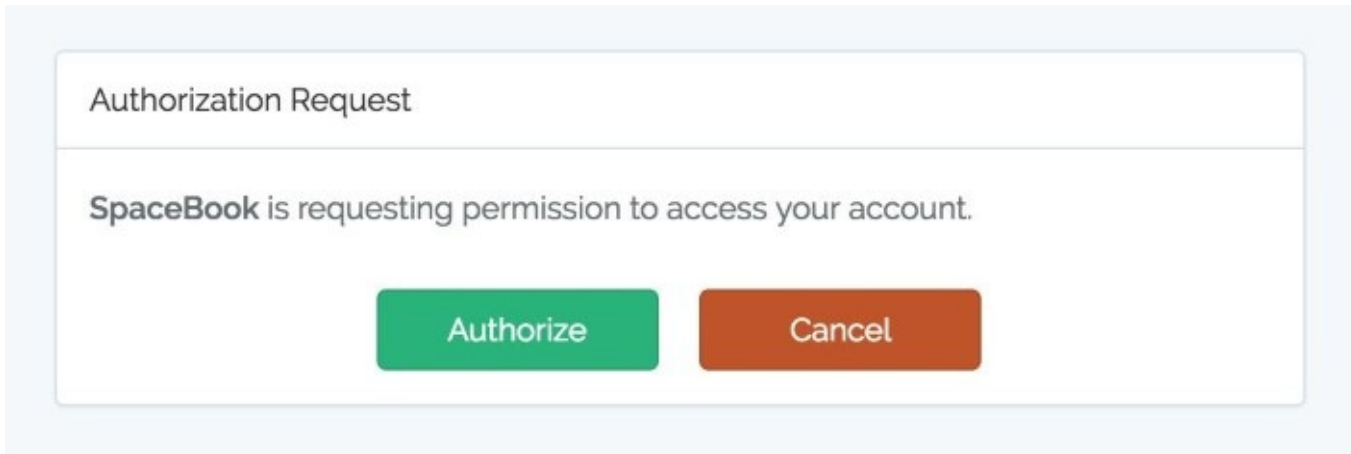 Authorization Request
SpaceBook is requesting permission to access your account.
Authorize Cancel